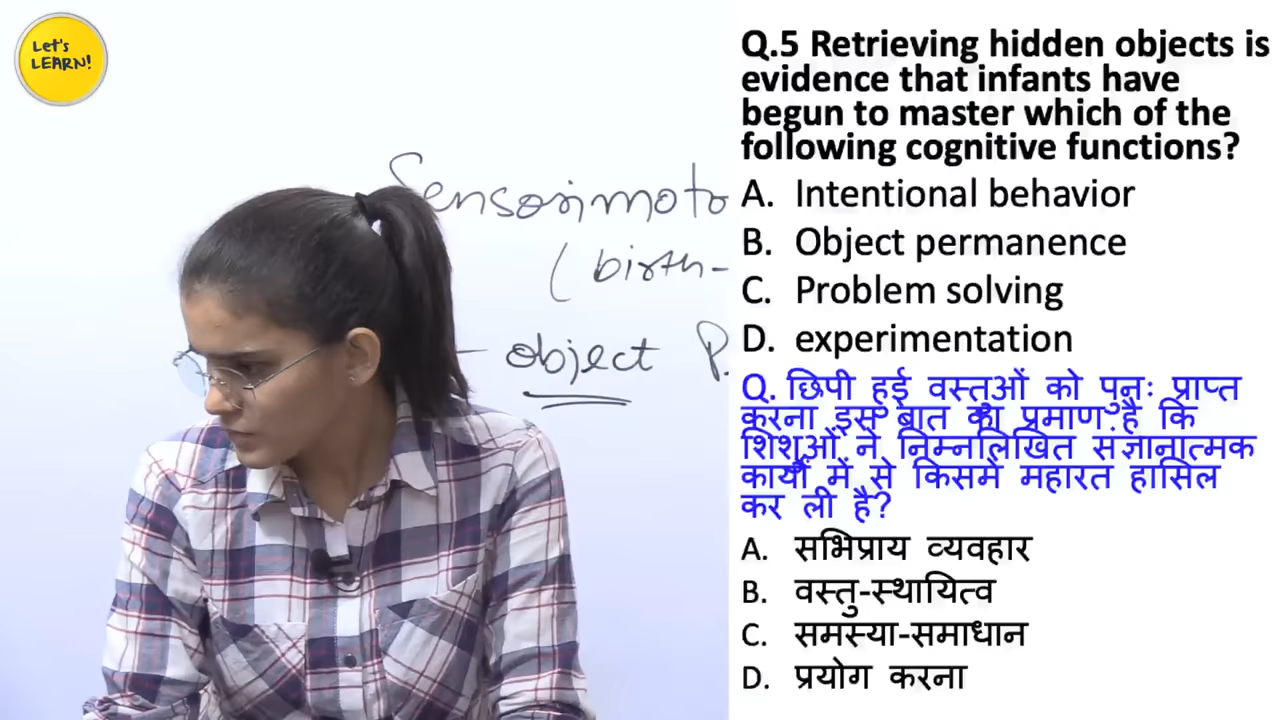 Let's
LEARN!
Sensorimoto
(birth-
- object P.
Q.5 Retrieving hidden objects is
evidence that infants have
begun to master which of the
following cognitive functions?
A. Intentional behavior
B. Object permanence
C. Problem solving
D. experimentation
Q. छिपी हुई वस्तुओं को पुनः प्राप्त
करना इस बात का प्रमाण है कि
शिशुओं ने निम्नलिखित संज्ञानात्मक
कार्यों में से किसमें महारत हासिल
कर ली है?
A. सभिप्राय व्यवहार
B. वस्तु-स्थायित्व
C. समस्या-समाधान
D. प्रयोग करना